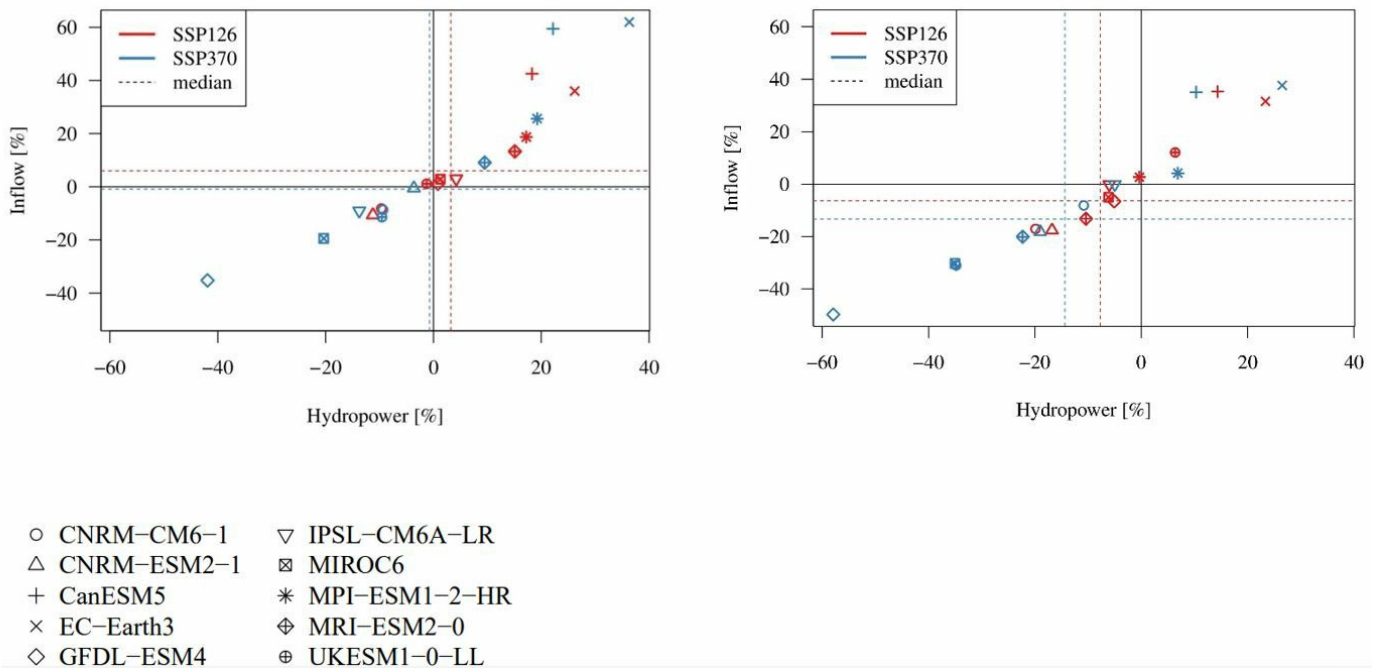 SSP126
SSP370
median
60
40
20
0
−20
−40
Inflow [%]
−60
−40
−20
0
20
40
Hydropower [%]
SSP126
SSP370
median
60
40
20
0
−20
−40
Inflow [%]
−60
−40
−20
0
20
40
Hydropower [%]
CNRM−CM6−1
CNRM−ESM2−1
CanESM5
EC−Earth3
GFDL−ESM4
IPSL−CM6A−LR
MIROC6
MPI−ESM1−2−HR
MRI−ESM2−0
UKESM1−0−LL